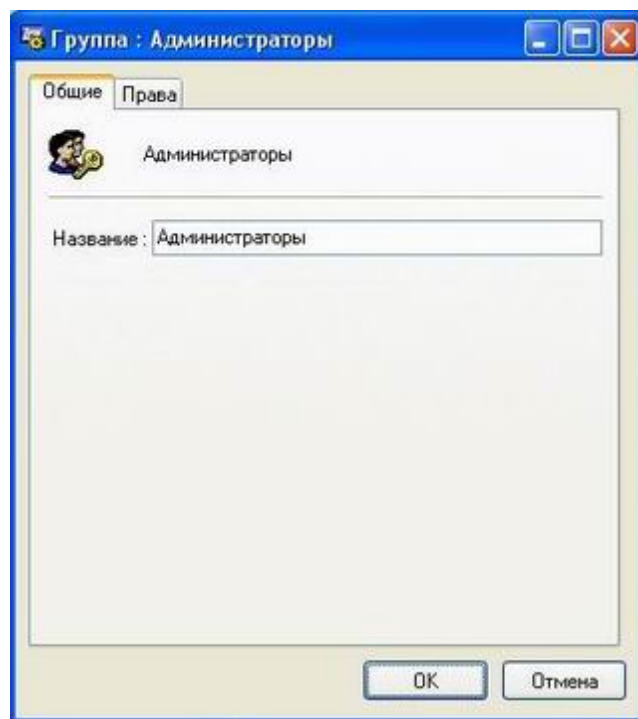 Группа : Администраторы
Общие Права
Администраторы
Название : Администраторы
OK Отмена